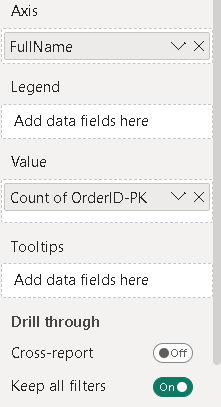 Axis
FullName
Legend
Add data fields here
Value
Count of OrderID-PK
Tooltips
Add data fields here
Drill through
Cross-report Off
Keep all filters On